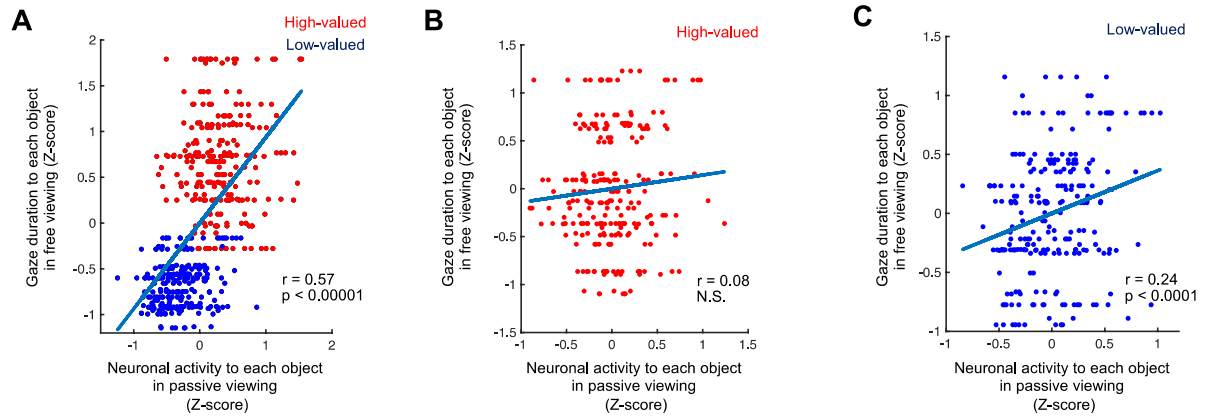 A
High-valued
Low-valued
2
1.5
1
0.5
0
-0.5
-1
-1
0
1
2
Gaze duration to each object
in free viewing (Z-score)
r = 0.57
p < 0.00001
Neuronal activity to each object
in passive viewing
(Z-score)
B
High-valued
1.5
1
0.5
0
-0.5
-1
-1.5
-1
-0.5
0
0.5
1
1.5
Gaze duration to each object
in free viewing (Z-score)
r = 0.08
N.S.
Neuronal activity to each object
in passive viewing
(Z-score)
C
Low-valued
1.5
1
0.5
0
-0.5
-1
-1
-0.5
0
0.5
1
Gaze duration to each object
in free viewing (Z-score)
r = 0.24
p < 0.0001
Neuronal activity to each object
in passive viewing
(Z-score)